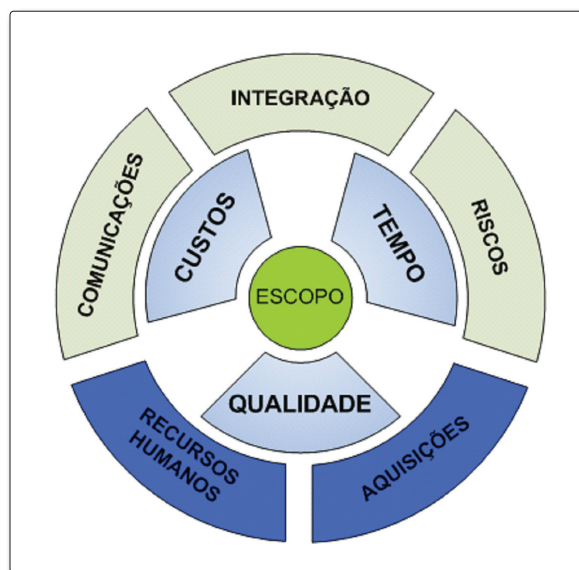 INTEGRAÇÃO
COMUNICAÇÕES
CUSTOS
TEMPO
RISCOS
ESCOPO
QUALIDADE
RECURSOS
HUMANOS
AQUISIÇÕES